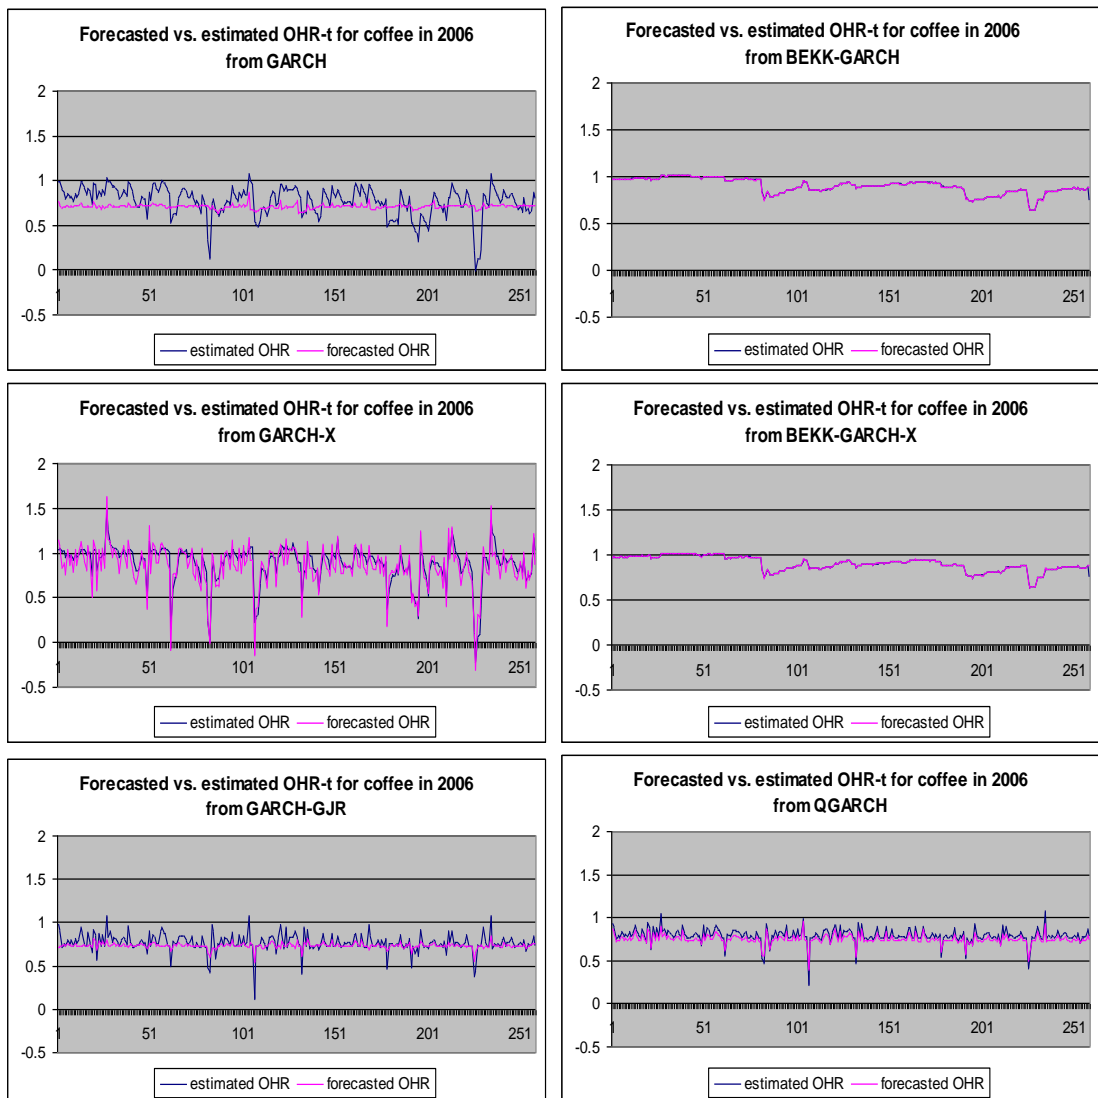 Forecasted vs. estimated OHR-t for coffee in 2006
from GARCH
2
1.5
1
0.5
0
-0.5
1 51 101 151 201 251
estimated OHR forecasted OHR
Forecasted vs. estimated OHR-t for coffee in 2006
from BEKK-GARCH
2
1.5
1
0.5
0
-0.5
1 51 101 151 201 251
estimated OHR forecasted OHR
Forecasted vs. estimated OHR-t for coffee in 2006
from GARCH-X
2
1.5
1
0.5
0
-0.5
1 51 101 151 201 251
estimated OHR forecasted OHR
Forecasted vs. estimated OHR-t for coffee in 2006
from BEKK-GARCH-X
2
1.5
1
0.5
0
-0.5
1 51 101 151 201 251
estimated OHR forecasted OHR
Forecasted vs. estimated OHR-t for coffee in 2006
from GARCH-GJR
2
1.5
1
0.5
0
-0.5
1 51 101 151 201 251
estimated OHR forecasted OHR
Forecasted vs. estimated OHR-t for coffee in 2006
from QGARCH
2
1.5
1
0.5
0
-0.5
1 51 101 151 201 251
estimated OHR forecasted OHR